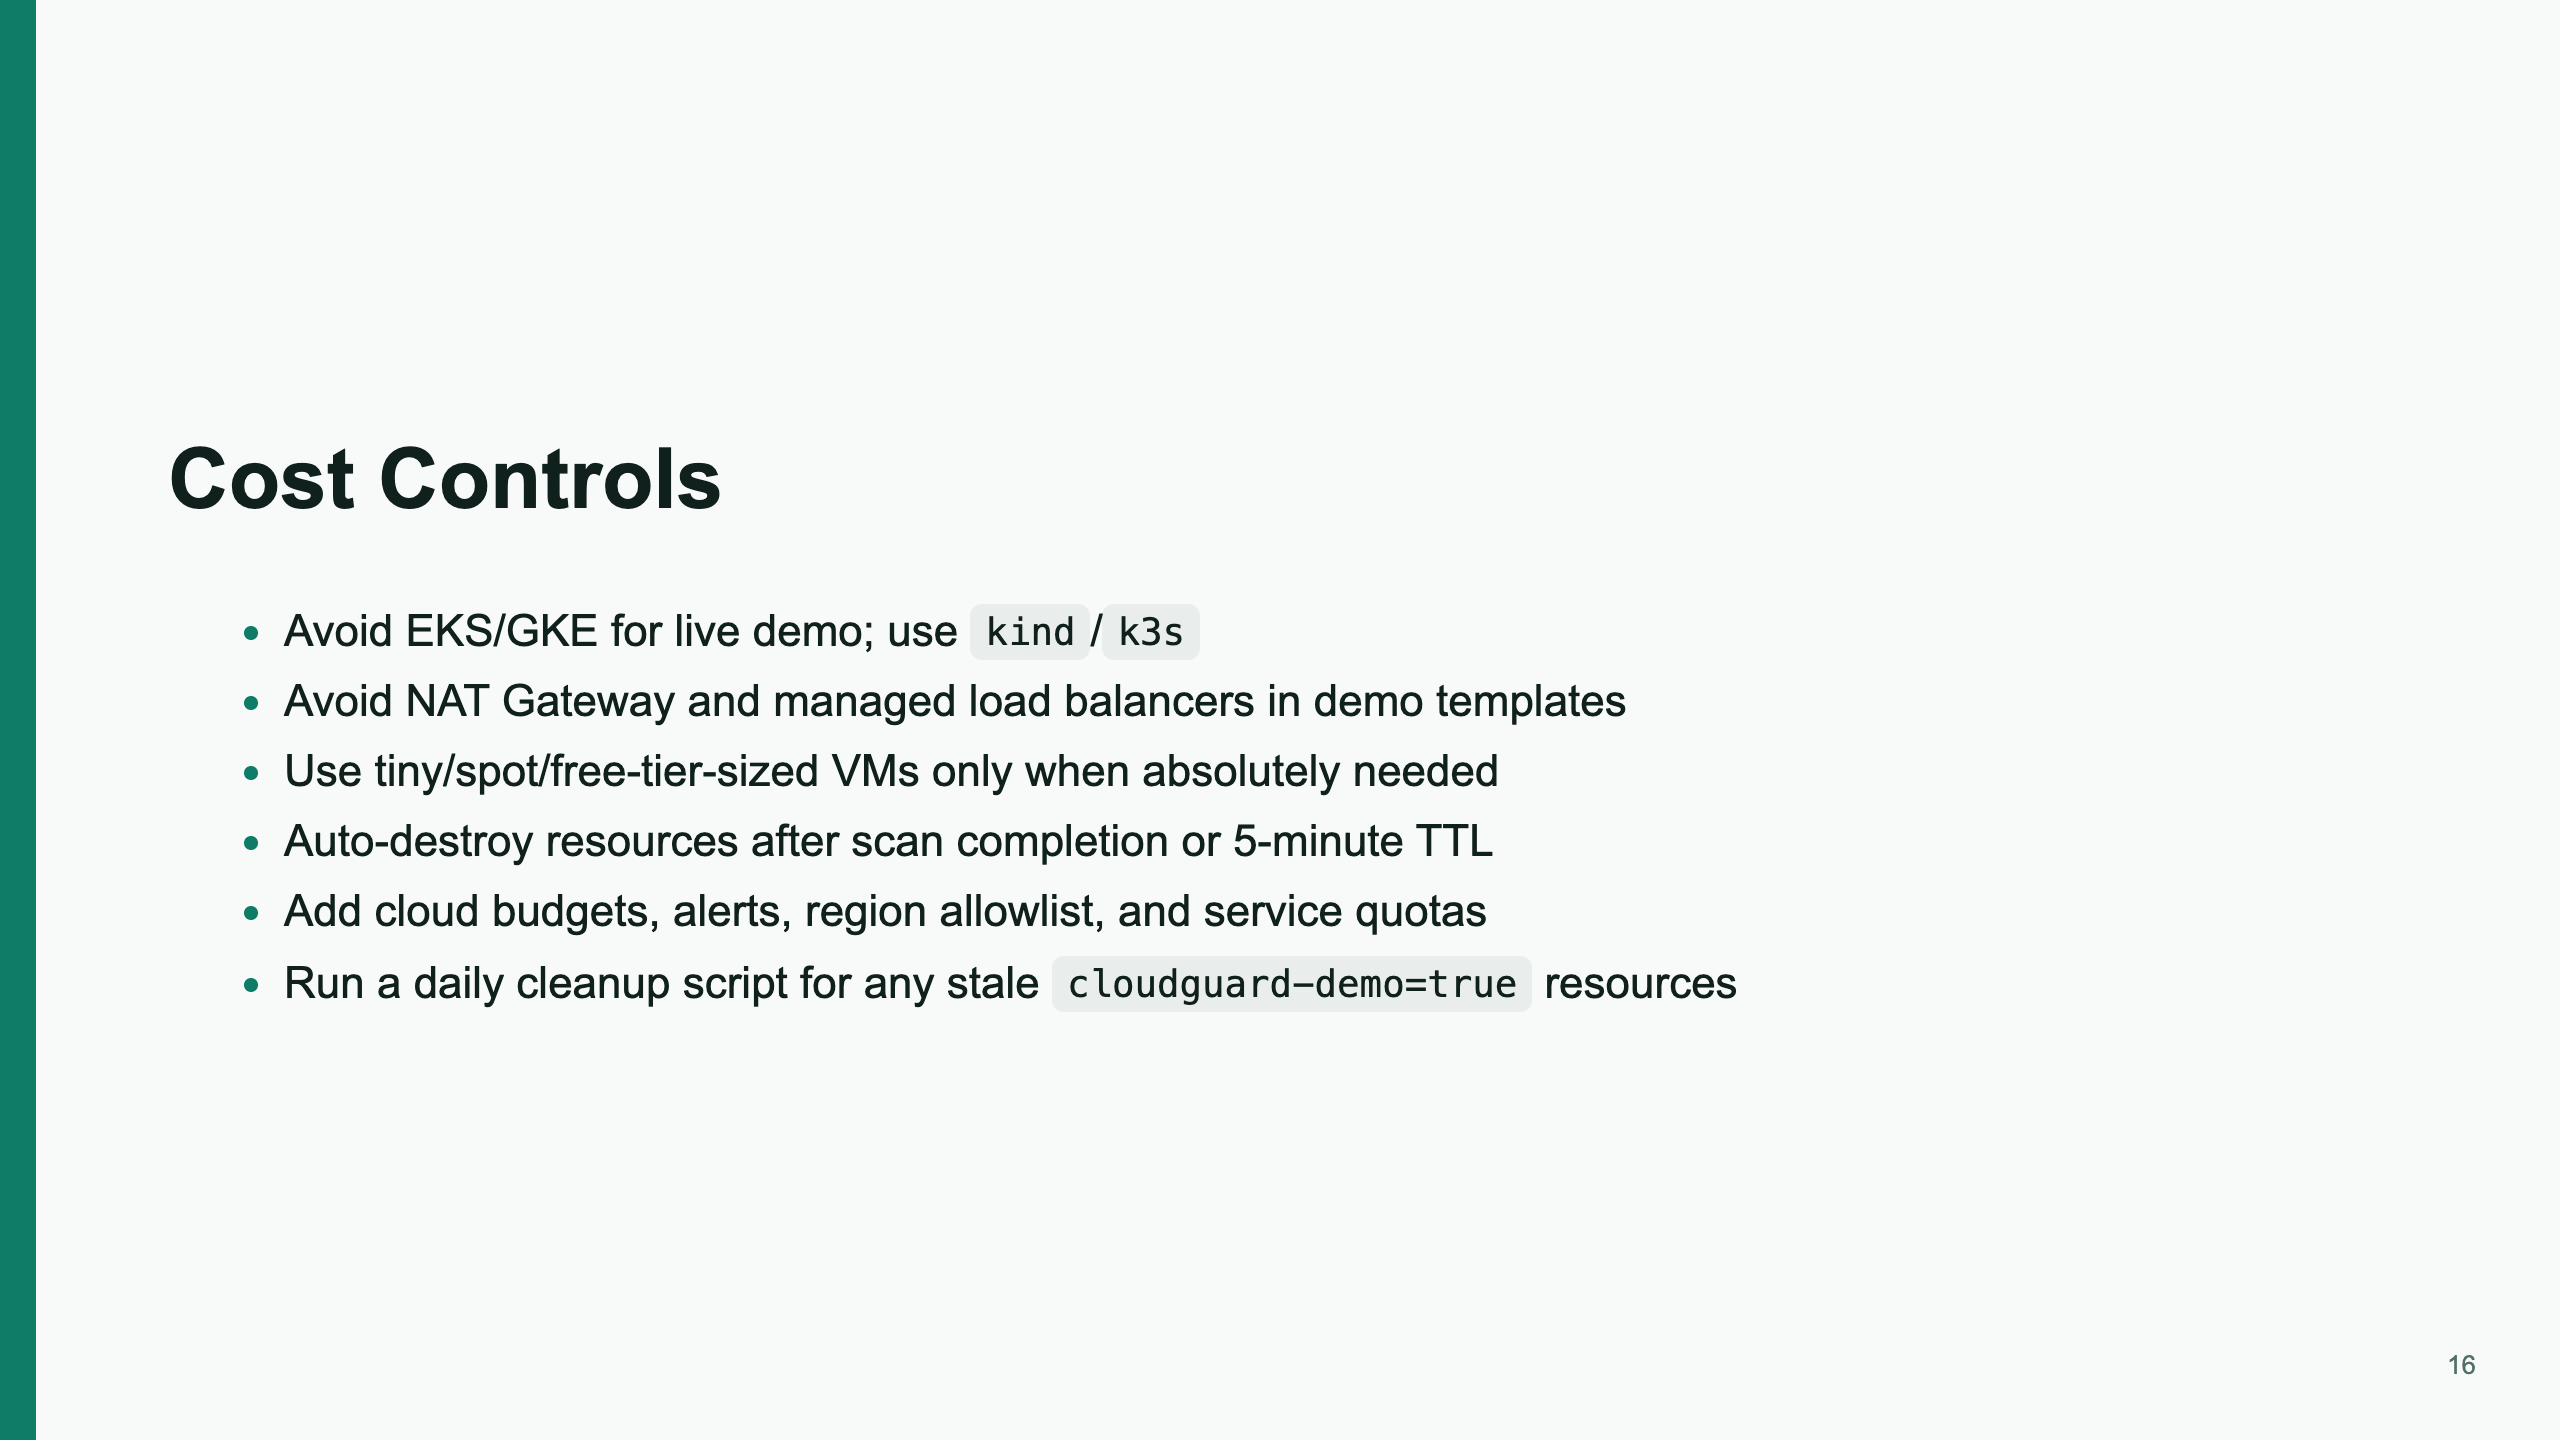 Cost Controls
• Avoid EKS/GKE for live demo; use kind/k3s
• Avoid NAT Gateway and managed load balancers in demo templates
• Use tiny/spot/free-tier-sized VMs only when absolutely needed
• Auto-destroy resources after scan completion or 5-minute TTL
• Add cloud budgets, alerts, region allowlist, and service quotas
• Run a daily cleanup script for any stale cloudguard-demo=true resources
16